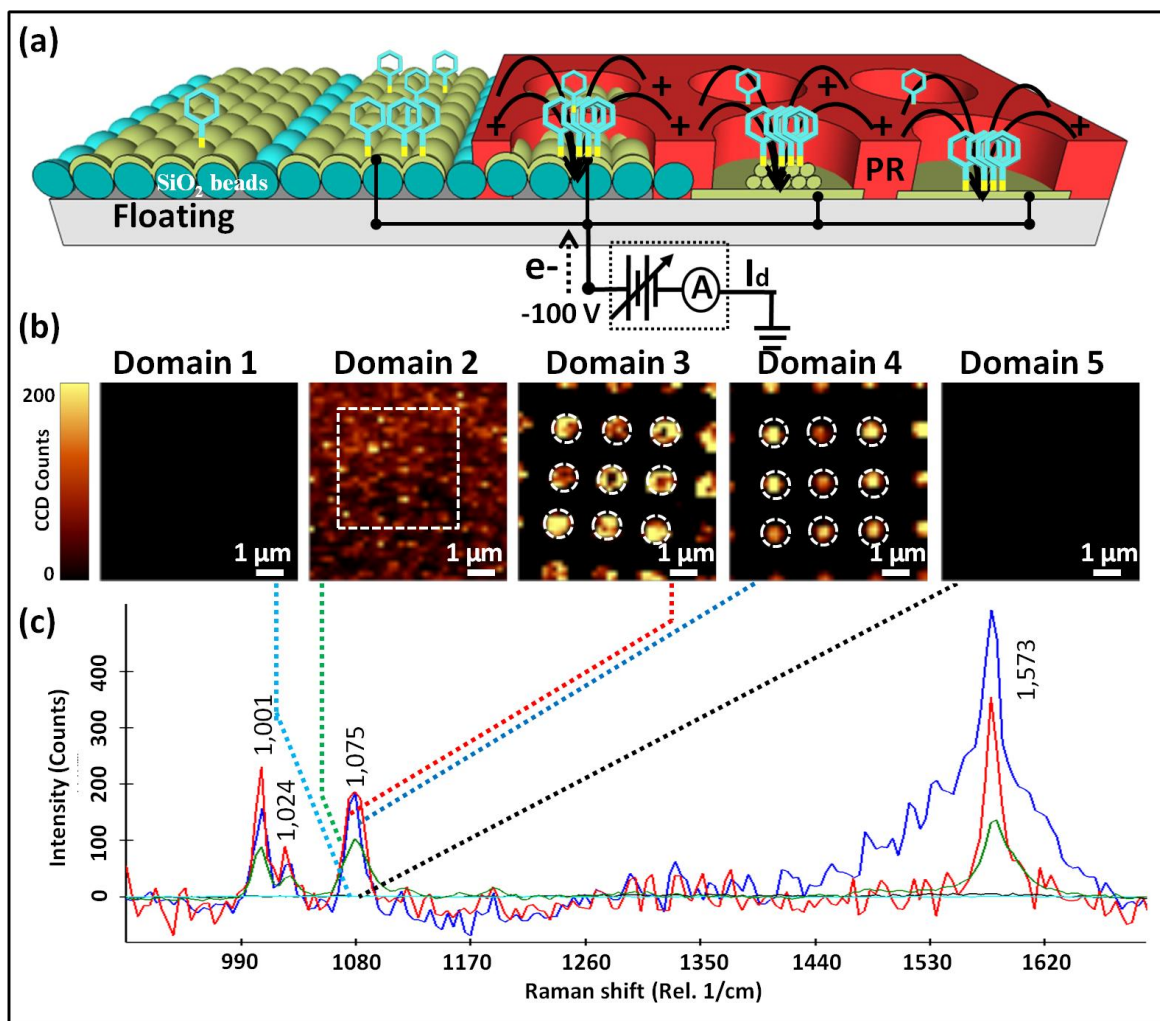 (a)
+
+
+
+
+
PR
SiO2 beads
Floating
e-
-100 V
A
Id
(b)
Domain 1
Domain 2
Domain 3
Domain 4
Domain 5
200
CCD Counts
0
1 μm
1 μm
1 μm
1 μm
1 μm
(c)
Intensity (Counts)
400
300
200
100
0
1,001
1,024
1,075
1,573
990
1080
1170
1260
1350
1440
1530
1620
Raman shift (Rel. 1/cm)